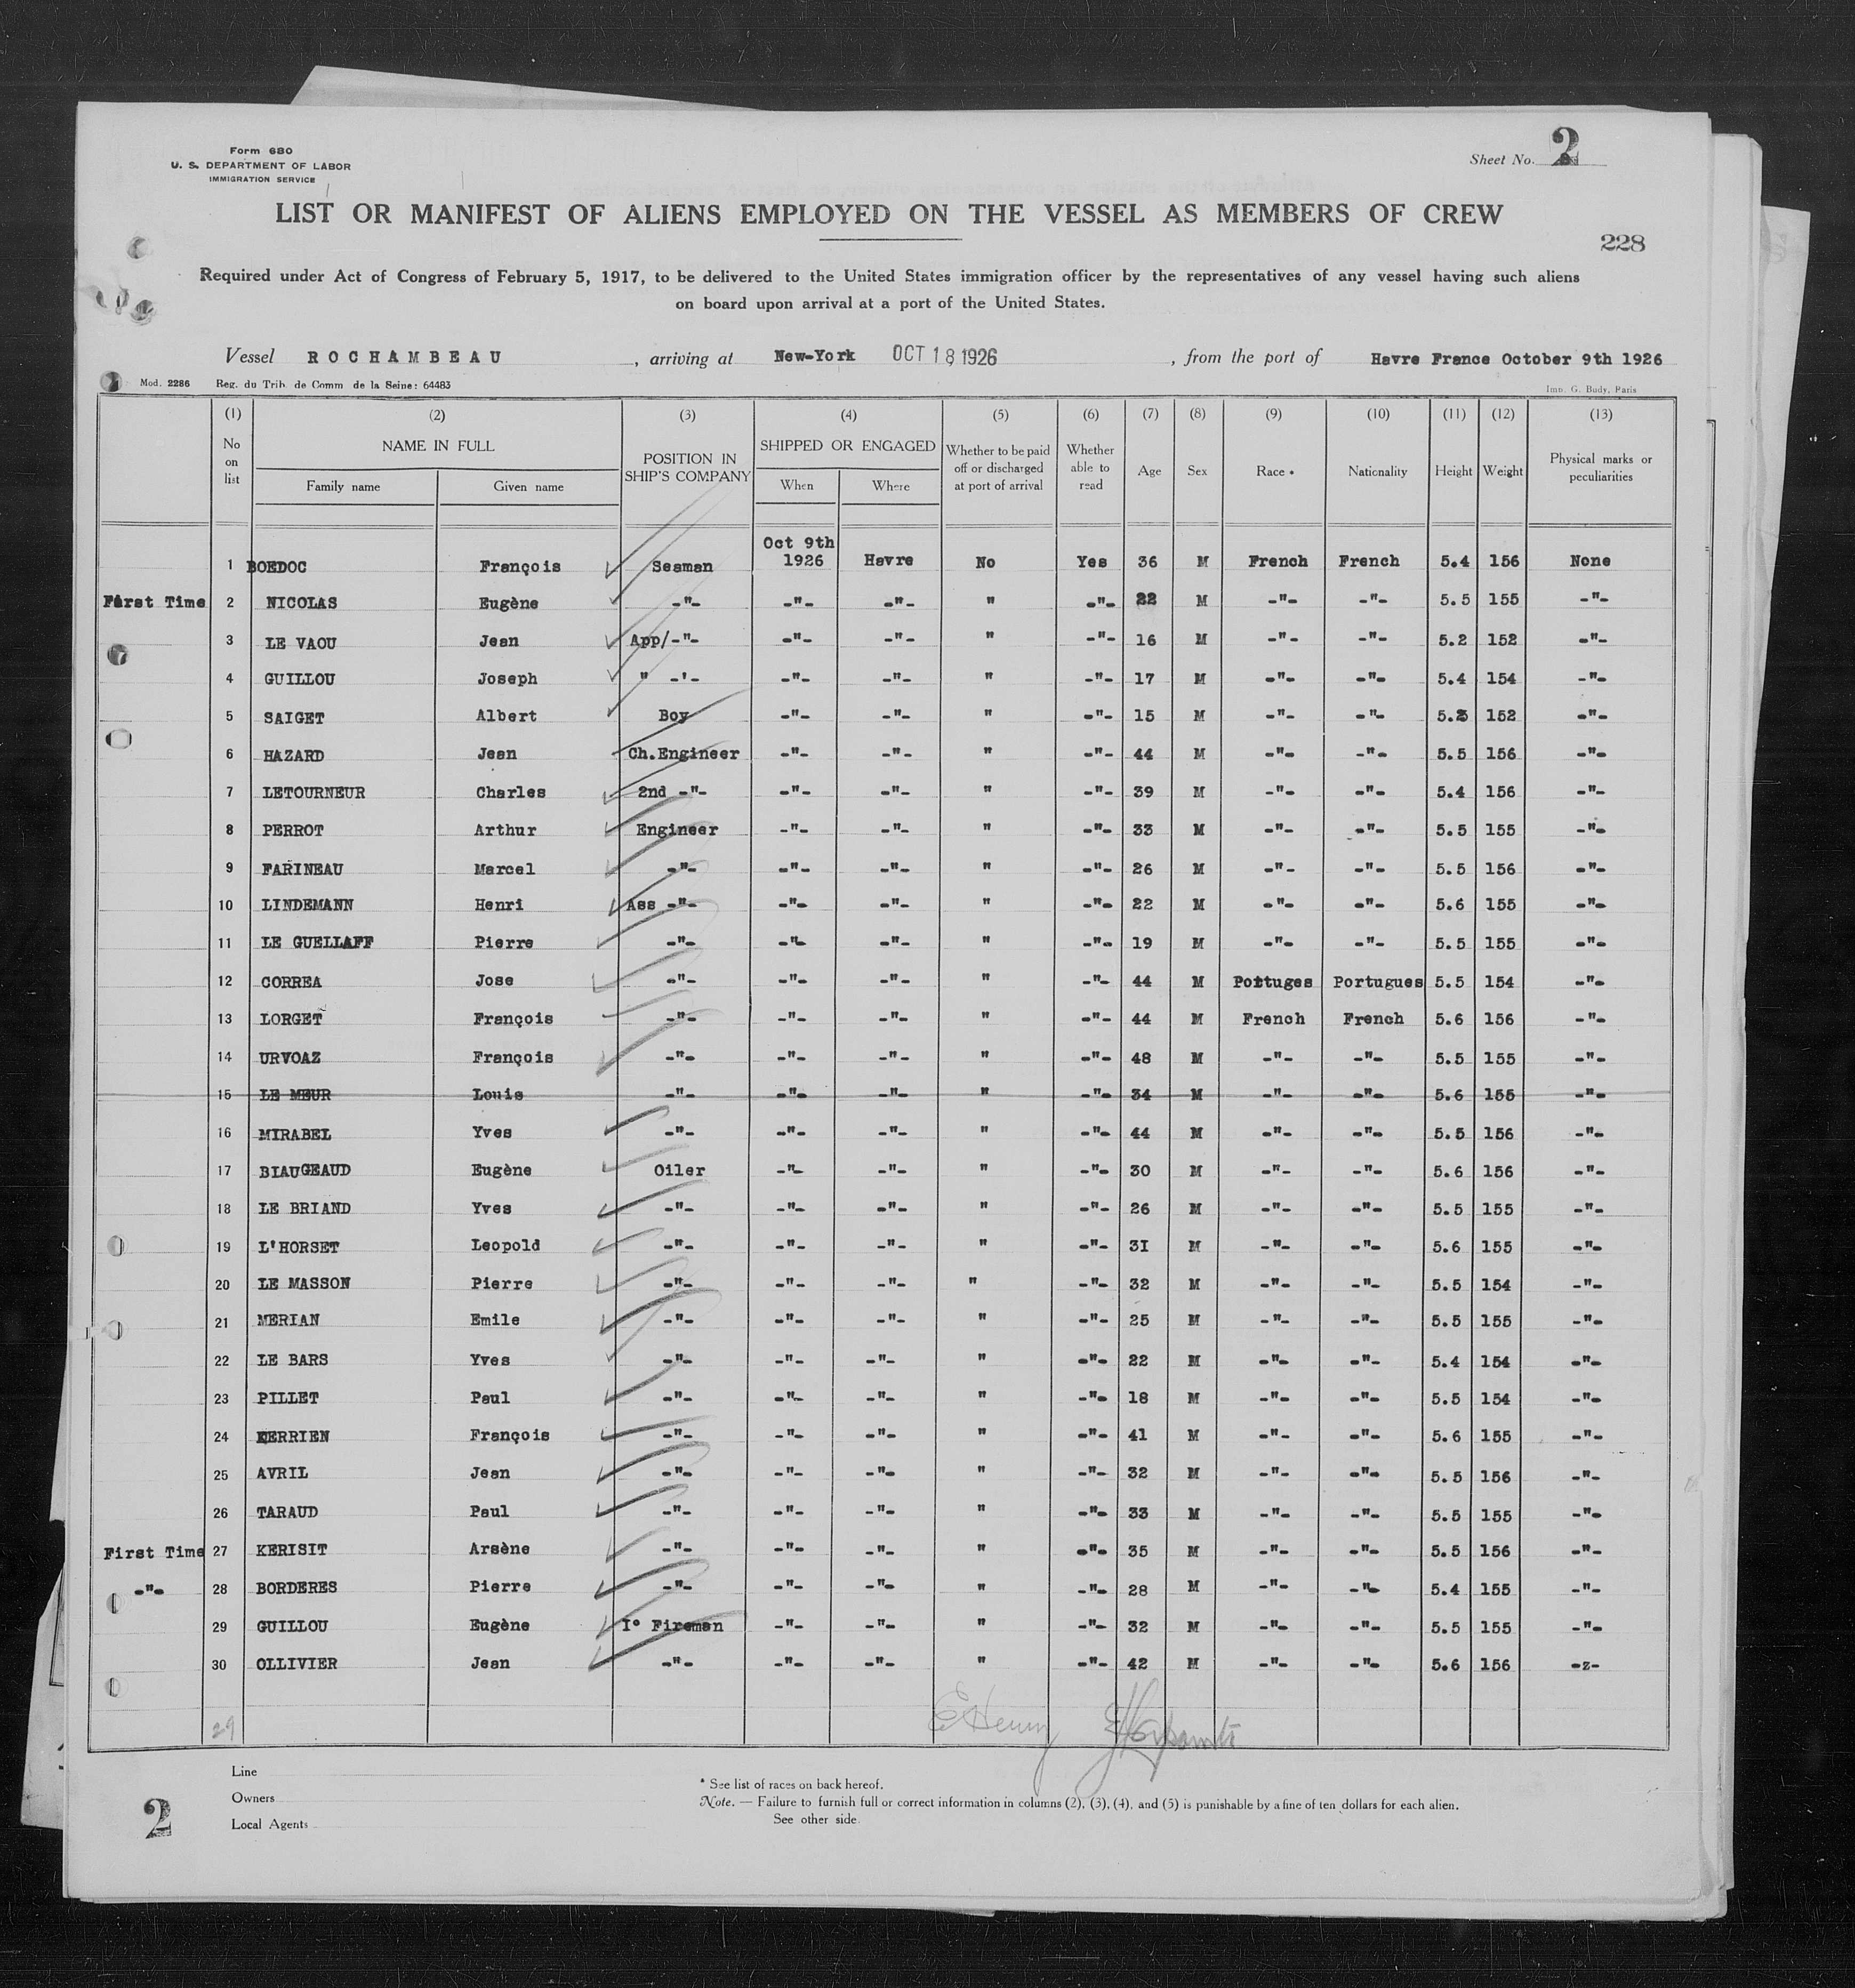 Form 680
U. S. DEPARTMENT OF LABOR
IMMIGRATION SERVICE
Sheet No. 2
LIST OR MANIFEST OF ALIENS EMPLOYED ON THE VESSEL AS MEMBERS OF CREW
228
Required under Act of Congress of February 5, 1917, to be delivered to the United States immigration officer by the representatives of any vessel having such aliens
on board upon arrival at a port of the United States.
Vessel ROCHAMBEAU , arriving at New-York OCT 18 1926 , from the port of Havre France October 9th 1926
Mod. 2286 Reg. du Trib. de Comm de la Seine: 64483 Imp. G. Body, Paris
(1) (2) (3) (4) (5) (6) (7) (8) (9) (10) (11) (12) (13)
No on list NAME IN FULL Family name Given name POSITION IN SHIP'S COMPANY SHIPPED OR ENGAGED When Where Whether to be paid off or discharged at port of arrival Whether able to read Age Sex Race * Nationality Height Weight Physical marks or peculiarities
1 BOEDOC François Seaman Oct 9th 1926 Havre No Yes 36 M French French 5.4 156 None
First Time 2 NICOLAS Eugène -"- -"- -"- " -"- 22 M -"- -"- 5.5 155 -"-
3 LE VAOU Jean App/-"- -"- -"- " -"- 16 M -"- -"- 5.2 152 -"-
4 GUILLOU Joseph " -'- -"- -"- " -"- 17 M -"- -"- 5.4 154 -"-
5 SAIGET Albert Boy -"- -"- " -"- 15 M -"- -"- 5.3 152 -"-
6 HAZARD Jean Ch.Engineer -"- -"- " -"- 44 M -"- -"- 5.5 156 -"-
7 LETOURNEUR Charles 2nd -"- -"- -"- " -"- 39 M -"- -"- 5.4 156 -"-
8 PERROT Arthur Engineer -"- -"- " -"- 33 M -"- -"- 5.5 155 -"-
9 FARINEAU Marcel -"- -"- -"- " -"- 26 M -"- -"- 5.5 156 -"-
10 LINDEMANN Henri Ass -"- -"- -"- " -"- 22 M -"- -"- 5.6 155 -"-
11 LE GUELLAFF Pierre -"- -"- -"- " -"- 19 M -"- -"- 5.5 155 -"-
12 CORREA Jose -"- -"- -"- " -"- 44 M Portuges Portugues 5.5 154 -"-
13 LORGET François -"- -"- -"- " -"- 44 M French French 5.6 156 -"-
14 URVOAZ François -"- -"- -"- " -"- 48 M -"- -"- 5.5 155 -"-
15 LE MEUR Louis -"- -"- -"- " -"- 34 M -"- -"- 5.6 155 -"-
16 MIRABEL Yves -"- -"- -"- " -"- 44 M -"- -"- 5.5 156 -"-
17 BIAUGEAUD Eugène Oiler -"- -"- " -"- 30 M -"- -"- 5.6 156 -"-
18 LE BRIAND Yves -"- -"- -"- " -"- 26 M -"- -"- 5.5 155 -"-
19 L'HORSET Leopold -"- -"- -"- " -"- 3I M -"- -"- 5.6 155 -"-
20 LE MASSON Pierre -"- -"- -"- " -"- 32 M -"- -"- 5.5 154 -"-
21 MERIAN Emile -"- -"- -"- " -"- 25 M -"- -"- 5.5 155 -"-
22 LE BARS Yves -"- -"- -"- " -"- 22 M -"- -"- 5.4 154 -"-
23 PILLET Paul -"- -"- -"- " -"- 18 M -"- -"- 5.5 154 -"-
24 DERRIEN François -"- -"- -"- " -"- 41 M -"- -"- 5.6 155 -"-
25 AVRIL Jean -"- -"- -"- " -"- 32 M -"- -"- 5.5 156 -"-
26 TARAUD Paul -"- -"- -"- " -"- 33 M -"- -"- 5.5 155 -"-
First Time 27 KERISIT Arsène -"- -"- -"- " -"- 35 M -"- -"- 5.5 156 -"-
-"- 28 BORDERES Pierre -"- -"- -"- " -"- 28 M -"- -"- 5.4 155 -"-
29 GUILLOU Eugène I° Fireman -"- -"- " -"- 32 M -"- -"- 5.5 155 -"-
30 OLLIVIER Jean -"- -"- -"- " -"- 42 M -"- -"- 5.6 156 -z-
29 E Henry
Line
Owners
Local Agents
2
* See list of races on back hereof.
Note. — Failure to furnish full or correct information in columns (2), (3), (4), and (5) is punishable by a fine of ten dollars for each alien.
See other side.